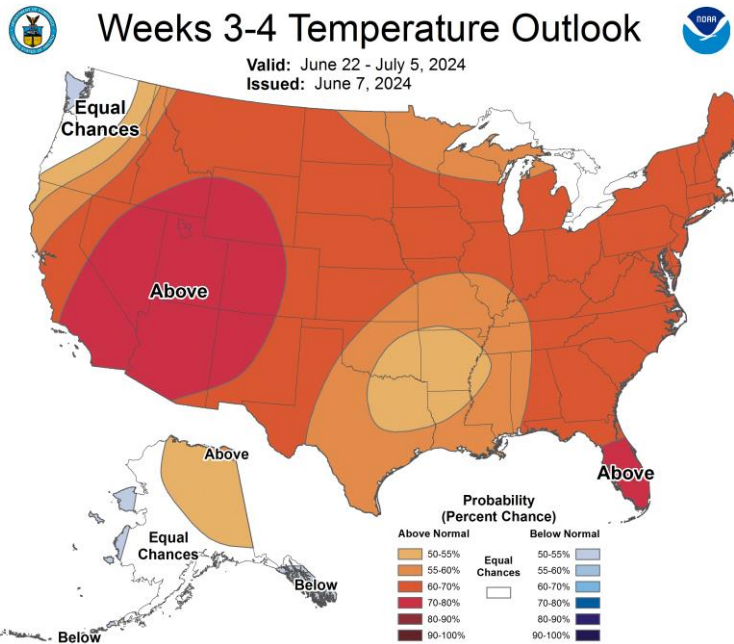 Weeks 3-4 Temperature Outlook
NOAA
Valid: June 22 - July 5, 2024
Issued: June 7, 2024
Equal
Chances
Above
Above
Above
Equal
Chances
Below
Below
Probability
(Percent Chance)
Above Normal
50-55%
55-60%
60-70%
70-80%
80-90%
90-100%
Equal
Chances
Below Normal
50-55%
55-60%
60-70%
70-80%
80-90%
90-100%